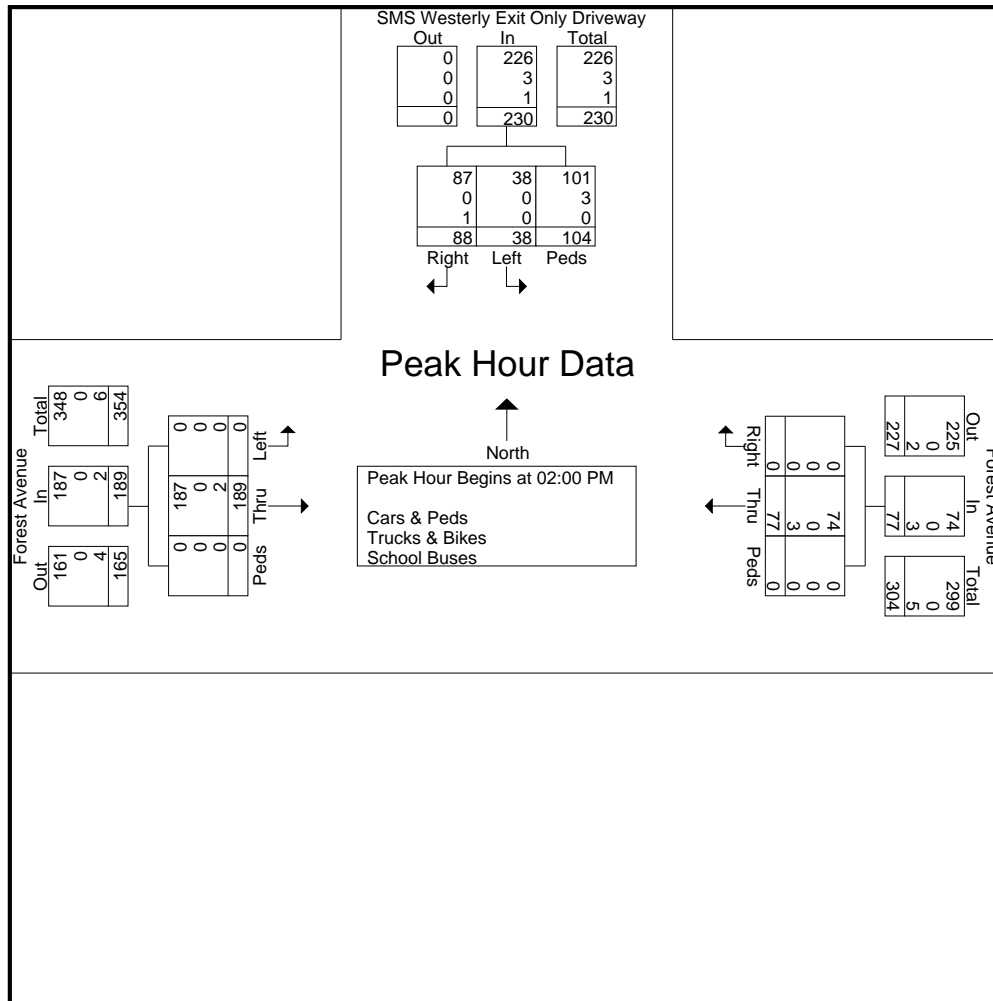 SMS Westerly Exit Only Driveway
Out In Total
0 226 226
0 3 3
0 1 1
0 230 230
87 38 101
0 0 3
1 0 0
88 38 104
Right Left Peds
Peak Hour Data
North
Peak Hour Begins at 02:00 PM
Cars & Peds
Trucks & Bikes
School Buses
Forest Avenue
Out In Total
161 187 348
0 0 0
4 2 6
165 189 354
Peds Thru Left
0 187 0
0 0 0
0 2 0
0 189 0
Forest Avenue
Out In Total
225 74 299
0 0 0
2 3 5
227 77 304
Right Thru Peds
0 74 0
0 0 0
0 3 0
0 77 0